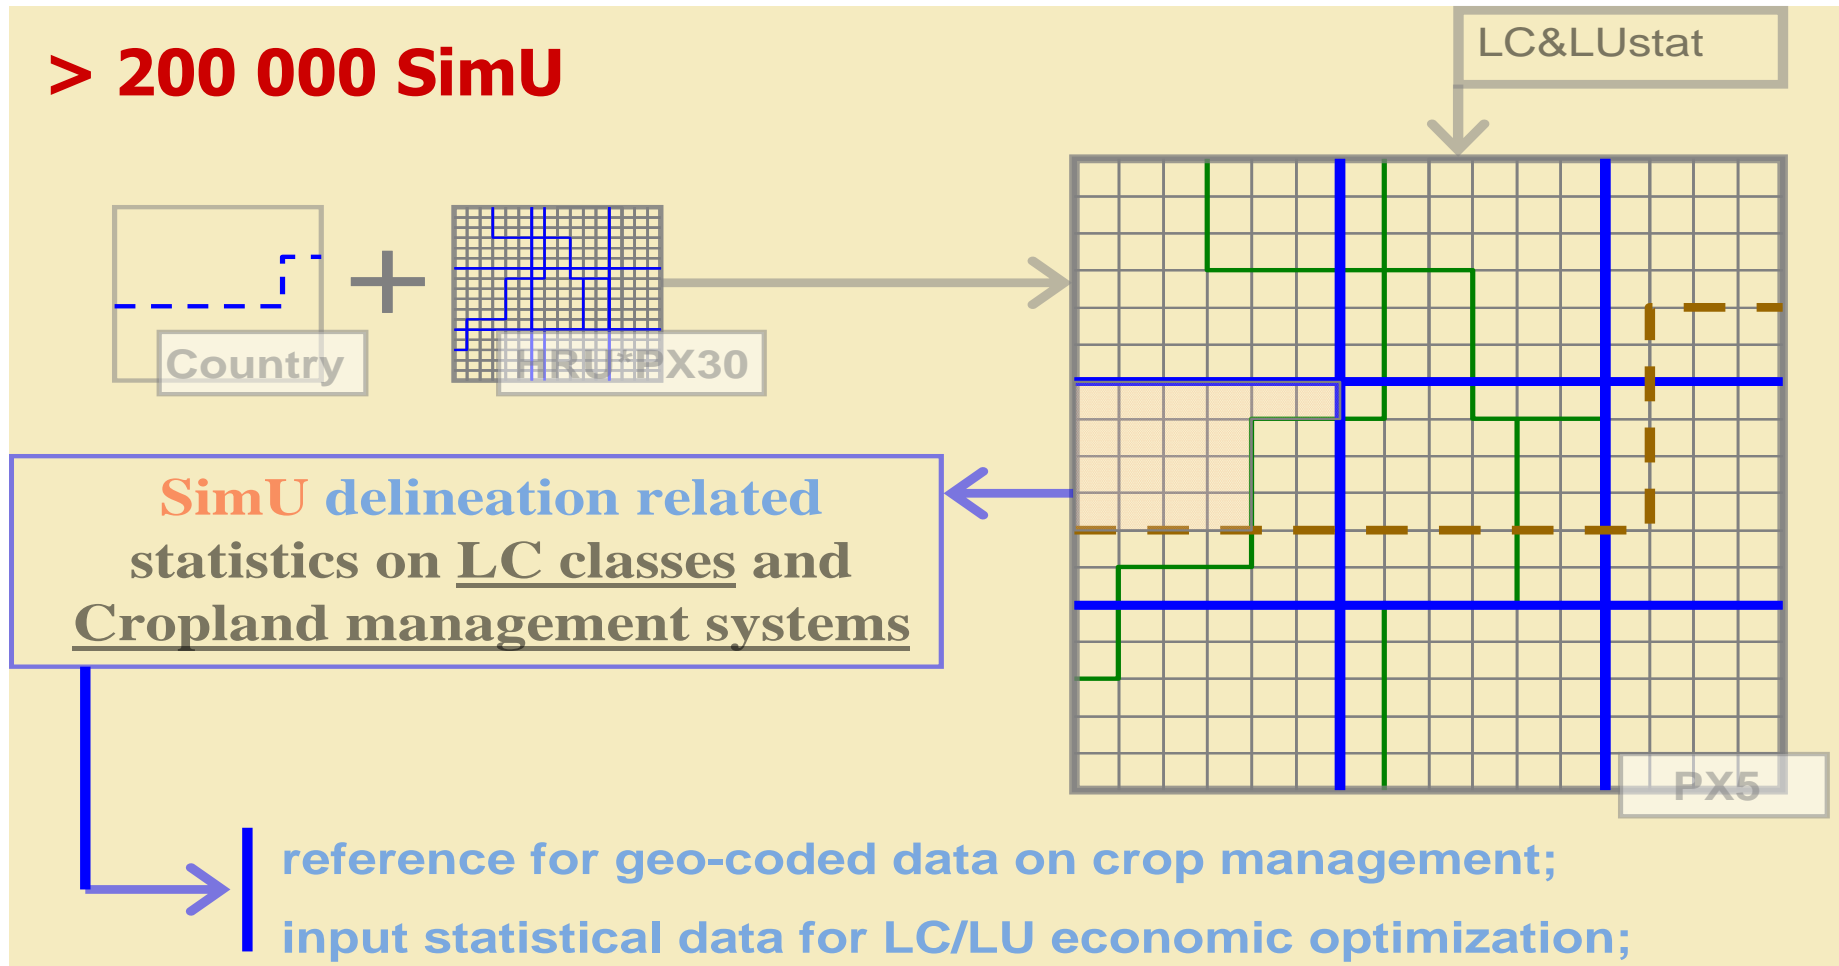 > 200 000 SimU
LC&LUstat
+
Country
HRU*PX30
SimU delineation related
statistics on LC classes and
Cropland management systems
PX5
reference for geo-coded data on crop management;
input statistical data for LC/LU economic optimization;